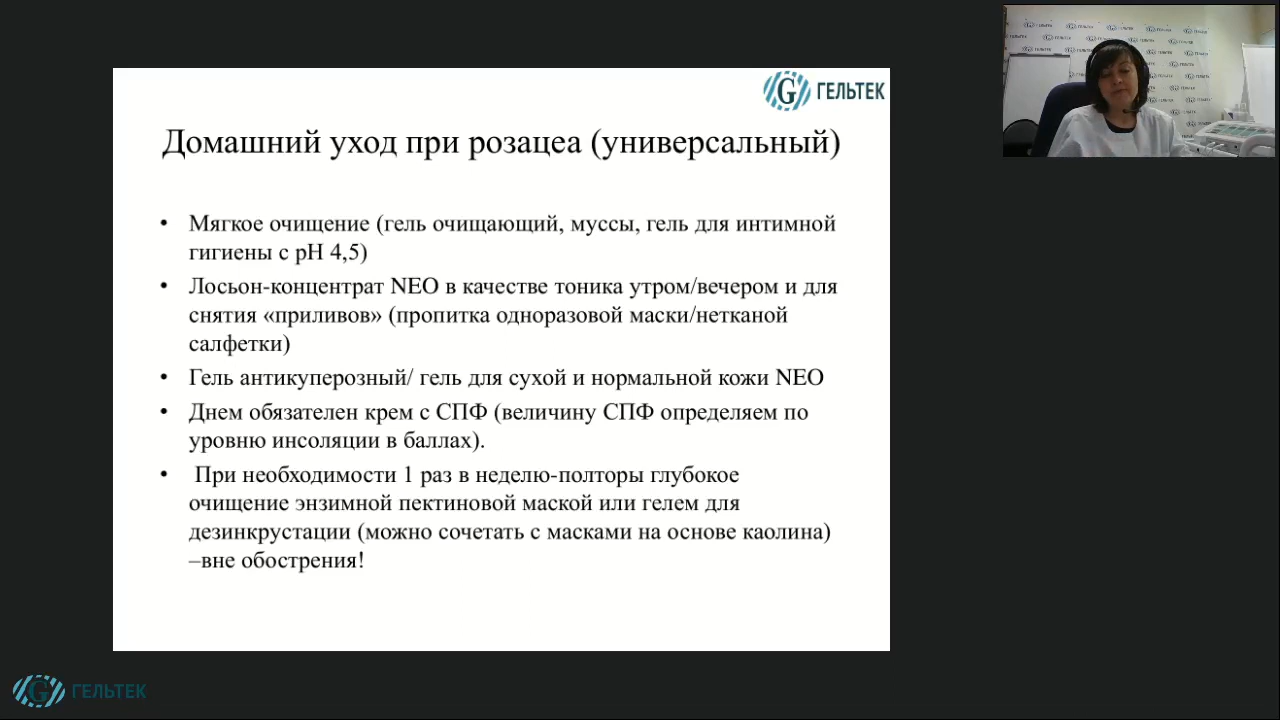 ГЕЛЬТЕК
Домашний уход при розацеа (универсальный)
• Мягкое очищение (гель очищающий, муссы, гель для интимной
гигиены с pH 4,5)
• Лосьон-концентрат NEO в качестве тоника утром/вечером и для
снятия «приливов» (пропитка одноразовой маски/нетканой
салфетки)
• Гель антикуперозный/ гель для сухой и нормальной кожи NEO
• Днем обязателен крем с СПФ (величину СПФ определяем по
уровню инсоляции в баллах).
• При необходимости 1 раз в неделю-полторы глубокое
очищение энзимной пектиновой маской или гелем для
дезинкрустации (можно сочетать с масками на основе каолина)
–вне обострения!
ГЕЛЬТЕК